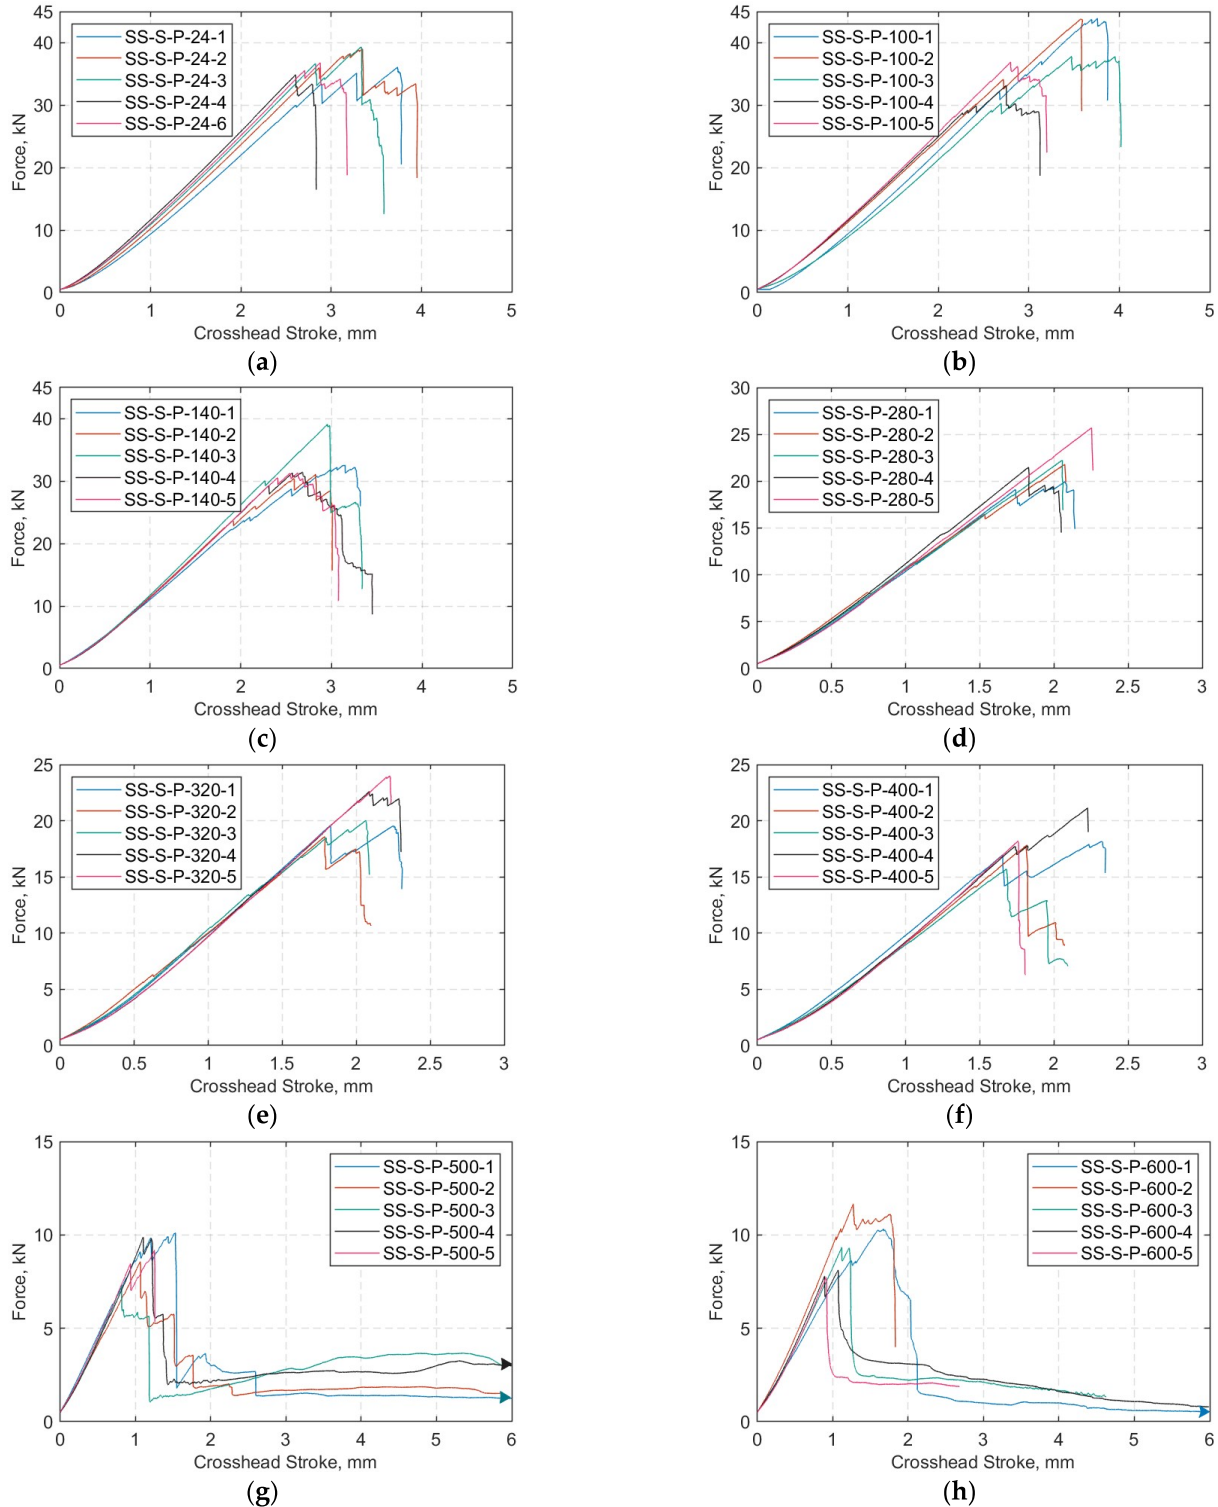 45
40
30
20
10
0
Force, kN
SS-S-P-24-1
SS-S-P-24-2
SS-S-P-24-3
SS-S-P-24-4
SS-S-P-24-6
0 1 2 3 4 5
Crosshead Stroke, mm
(a)
45
40
30
20
10
0
Force, kN
SS-S-P-100-1
SS-S-P-100-2
SS-S-P-100-3
SS-S-P-100-4
SS-S-P-100-5
0 1 2 3 4 5
Crosshead Stroke, mm
(b)
45
40
30
20
10
0
Force, kN
SS-S-P-140-1
SS-S-P-140-2
SS-S-P-140-3
SS-S-P-140-4
SS-S-P-140-5
0 1 2 3 4 5
Crosshead Stroke, mm
(c)
30
25
20
15
10
5
0
Force, kN
SS-S-P-280-1
SS-S-P-280-2
SS-S-P-280-3
SS-S-P-280-4
SS-S-P-280-5
0 0.5 1 1.5 2 2.5 3
Crosshead Stroke, mm
(d)
25
20
15
10
5
0
Force, kN
SS-S-P-320-1
SS-S-P-320-2
SS-S-P-320-3
SS-S-P-320-4
SS-S-P-320-5
0 0.5 1 1.5 2 2.5 3
Crosshead Stroke, mm
(e)
25
20
15
10
5
0
Force, kN
SS-S-P-400-1
SS-S-P-400-2
SS-S-P-400-3
SS-S-P-400-4
SS-S-P-400-5
0 0.5 1 1.5 2 2.5 3
Crosshead Stroke, mm
(f)
15
10
5
0
Force, kN
SS-S-P-500-1
SS-S-P-500-2
SS-S-P-500-3
SS-S-P-500-4
SS-S-P-500-5
0 1 2 3 4 5 6
Crosshead Stroke, mm
(g)
15
10
5
0
Force, kN
SS-S-P-600-1
SS-S-P-600-2
SS-S-P-600-3
SS-S-P-600-4
SS-S-P-600-5
0 1 2 3 4 5 6
Crosshead Stroke, mm
(h)